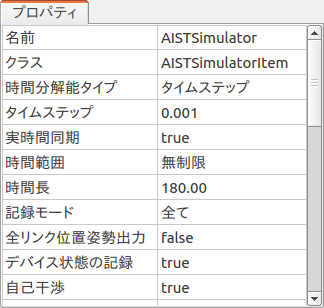 プロパティ
名前 AISTSimulator
クラス AISTSimulatorItem
時間分解能タイプ タイムステップ
タイムステップ 0.001
実時間同期 true
時間範囲 無制限
時間長 180.00
記録モード 全て
全リンク位置姿勢出力 false
デバイス状態の記録 true
自己干渉 true